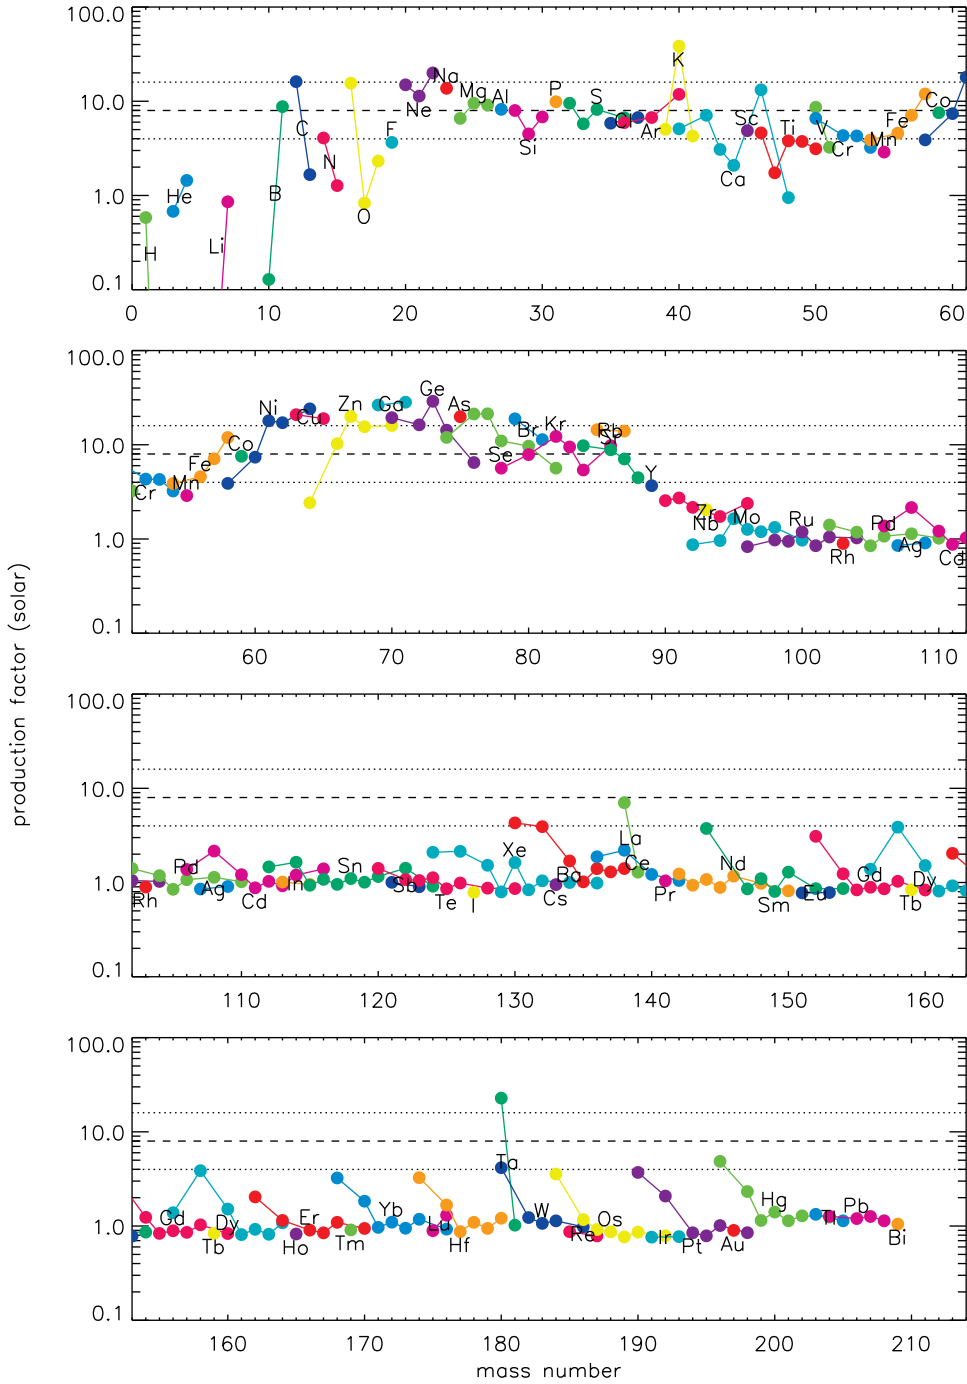 100.0
10.0
1.0
0.1
H He Li B C N O F Ne Na Mg Al Si P S Cl Ar K Ca Sc Ti V Cr Mn Fe Co
0 10 20 30 40 50 60
100.0
10.0
1.0
0.1
Cr Mn Fe Co Ni Cu Zn Ga Ge As Se Br Kr Rb Y Zr Nb Mo Ru Rh Pd Ag Cd
60 70 80 90 100 110
production factor (solar)
100.0
10.0
1.0
0.1
Rh Pd Ag Cd In Sn Sb Te I Xe Cs Ba La Ce Pr Nd Sm Eu Gd Tb Dy
110 120 130 140 150 160
100.0
10.0
1.0
0.1
Gd Tb Dy Ho Er Tm Yb Lu Hf Ta W Re Os Ir Pt Au Hg Tl Pb Bi
160 170 180 190 200 210
mass number